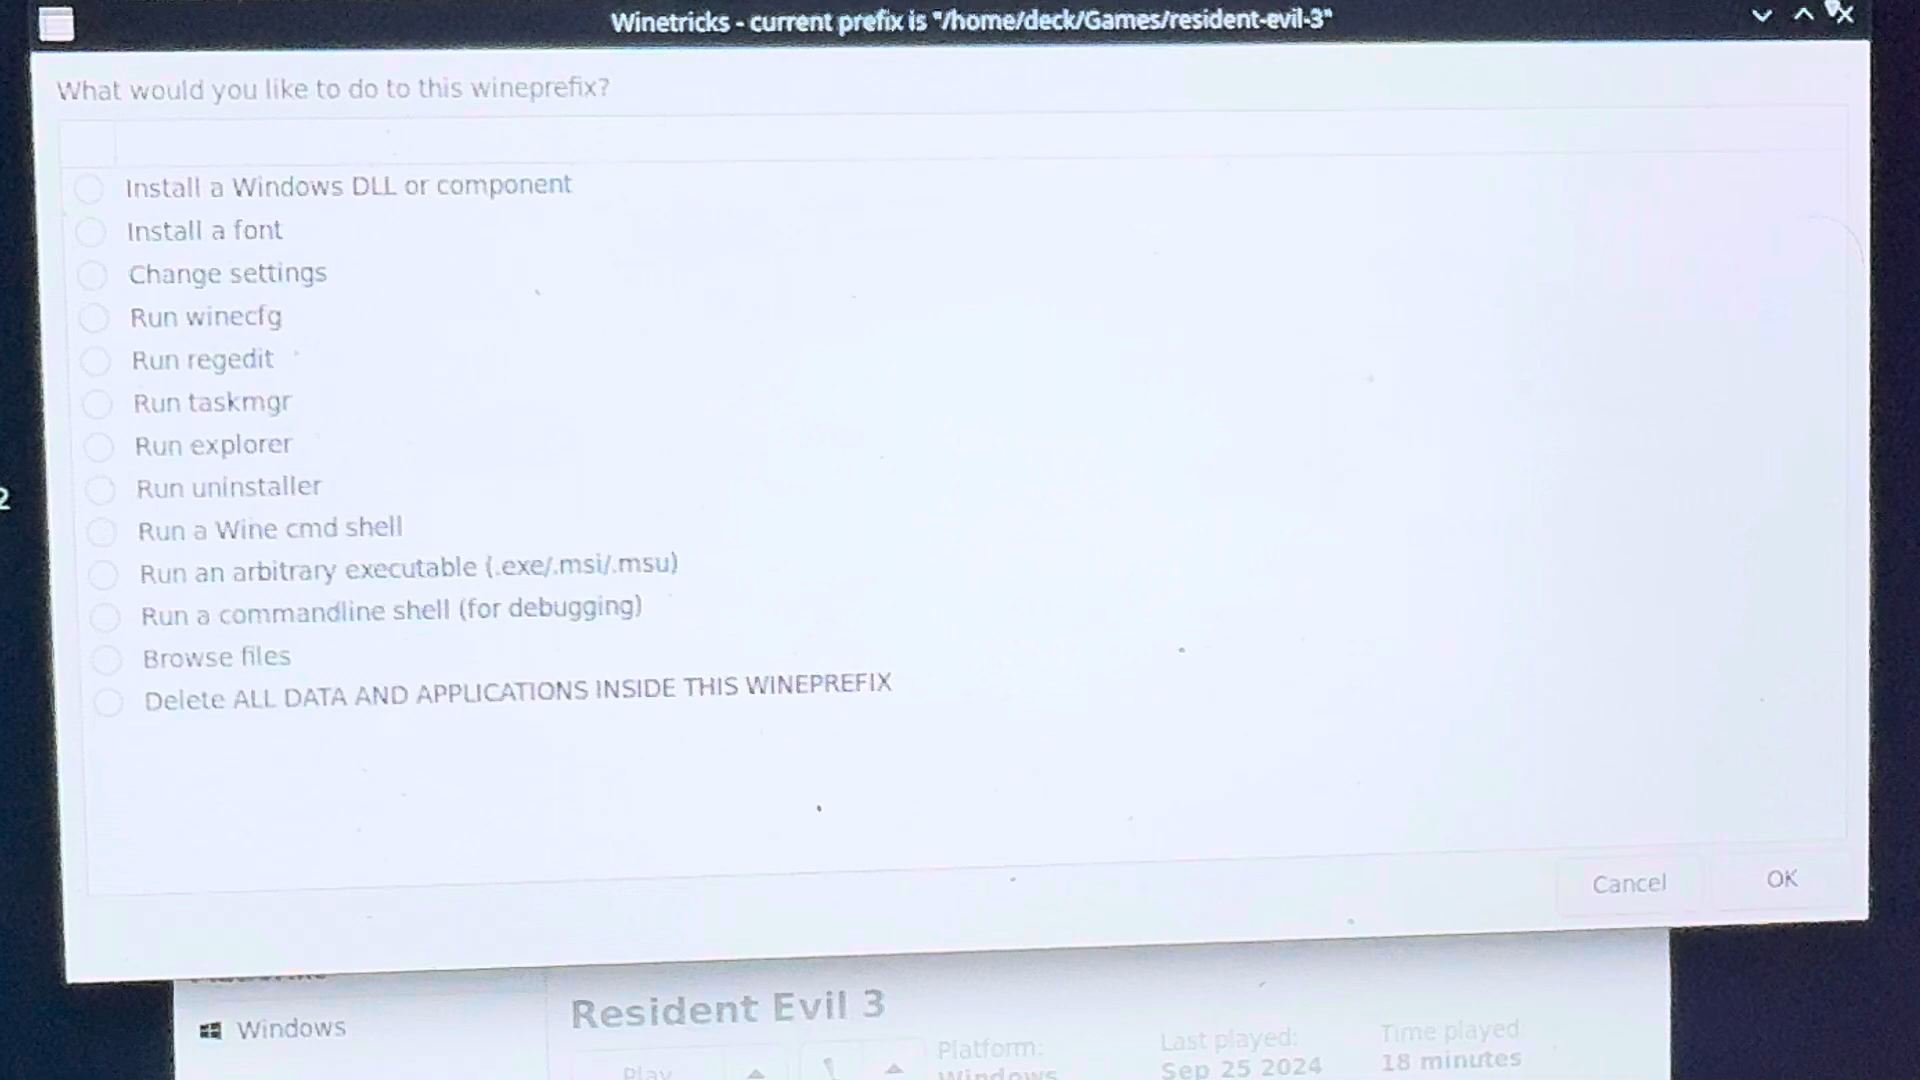 Winetricks - current prefix is "/home/deck/Games/resident-evil-3"
What would you like to do to this wineprefix?
Install a Windows DLL or component
Install a font
Change settings
Run winecfg
Run regedit
Run taskmgr
Run explorer
Run uninstaller
Run a Wine cmd shell
Run an arbitrary executable (.exe/.msi/.msu)
Run a commandline shell (for debugging)
Browse files
Delete ALL DATA AND APPLICATIONS INSIDE THIS WINEPREFIX
Cancel OK
2
Windows
Resident Evil 3
Play
Platform:
Windows
Last played:
Sep 25 2024
Time played
18 minutes